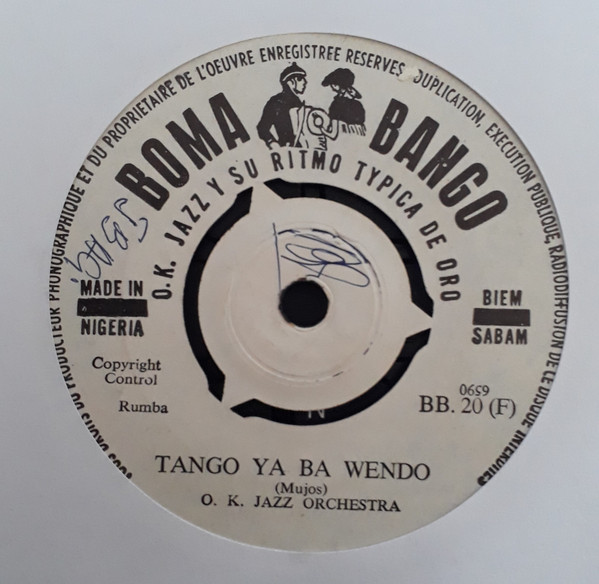 DROITS DU PRODUCTEUR PHONOGRAPHIQUE ET DU PROPRIETAIRE DE L'OEUVRE ENREGISTREE RESERVES DUPLICATION, EXECUTION PUBLIQUE, RADIODIFFUSION DE CE DISQUE INTERDITES
BOMA BANGO
O.K. JAZZ Y SU RITMO TYPICA DE ORO
MADE IN
NIGERIA
BIEM
SABAM
Copyright
Control
Rumba
0699
BB. 20 (F)
N
TANGO YA BA WENDO
(Mujos)
O. K. JAZZ ORCHESTRA